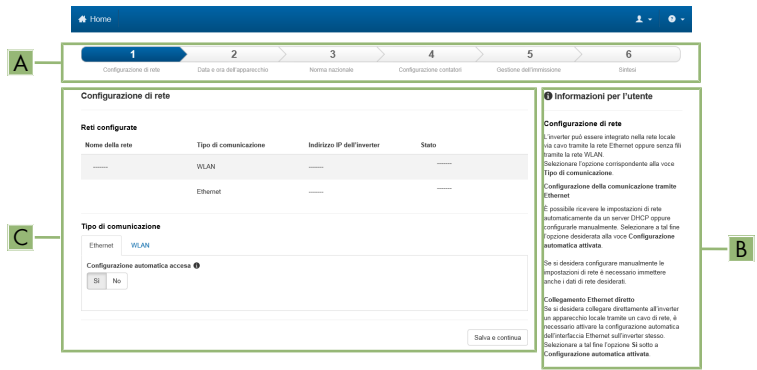 Home
A
1 2 3 4 5 6
Configurazione di rete Data e ora dell'apparecchio Norma nazionale Configurazione contatori Gestione dell'immissione Sintesi
C
Configurazione di rete
Reti configurate
Nome della rete Tipo di comunicazione Indirizzo IP dell'inverter Stato
------- WLAN ------- -------
Ethernet ------- -------
Tipo di comunicazione
Ethernet WLAN
Configurazione automatica accesa
Sì No
Salva e continua
B
Informazioni per l'utente
Configurazione di rete
L'inverter può essere integrato nella rete locale
via cavo tramite la rete Ethernet oppure senza fili
tramite la rete WLAN.
Selezionare l'opzione corrispondente alla voce
Tipo di comunicazione.
Configurazione della comunicazione tramite
Ethernet
È possibile ricevere le impostazioni di rete
automaticamente da un server DHCP oppure
configurarle manualmente. Selezionare a tal fine
l'opzione desiderata alla voce Configurazione
automatica attivata.
Se si desidera configurare manualmente le
impostazioni di rete è necessario immettere
anche i dati di rete desiderati.
Collegamento Ethernet diretto
Se si desidera collegare direttamente all'inverter
un apparecchio locale tramite un cavo di rete, è
necessario attivare la configurazione automatica
dell'interfaccia Ethernet sull'inverter stesso.
Selezionare a tal fine l'opzione Sì sotto a
Configurazione automatica attivata.